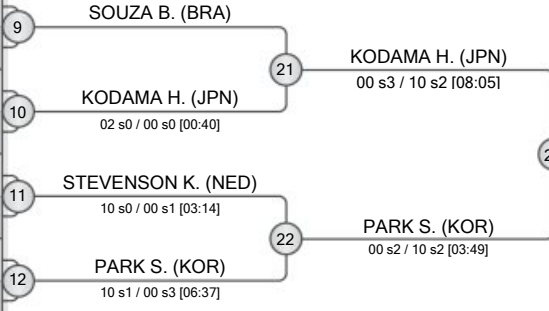 9
SOUZA B. (BRA)
21
KODAMA H. (JPN)
00 s3 / 10 s2 [08:05]
10
KODAMA H. (JPN)
02 s0 / 00 s0 [00:40]
11
STEVENSON K. (NED)
10 s0 / 00 s1 [03:14]
22
PARK S. (KOR)
00 s2 / 10 s2 [03:49]
12
PARK S. (KOR)
10 s1 / 00 s3 [06:37]